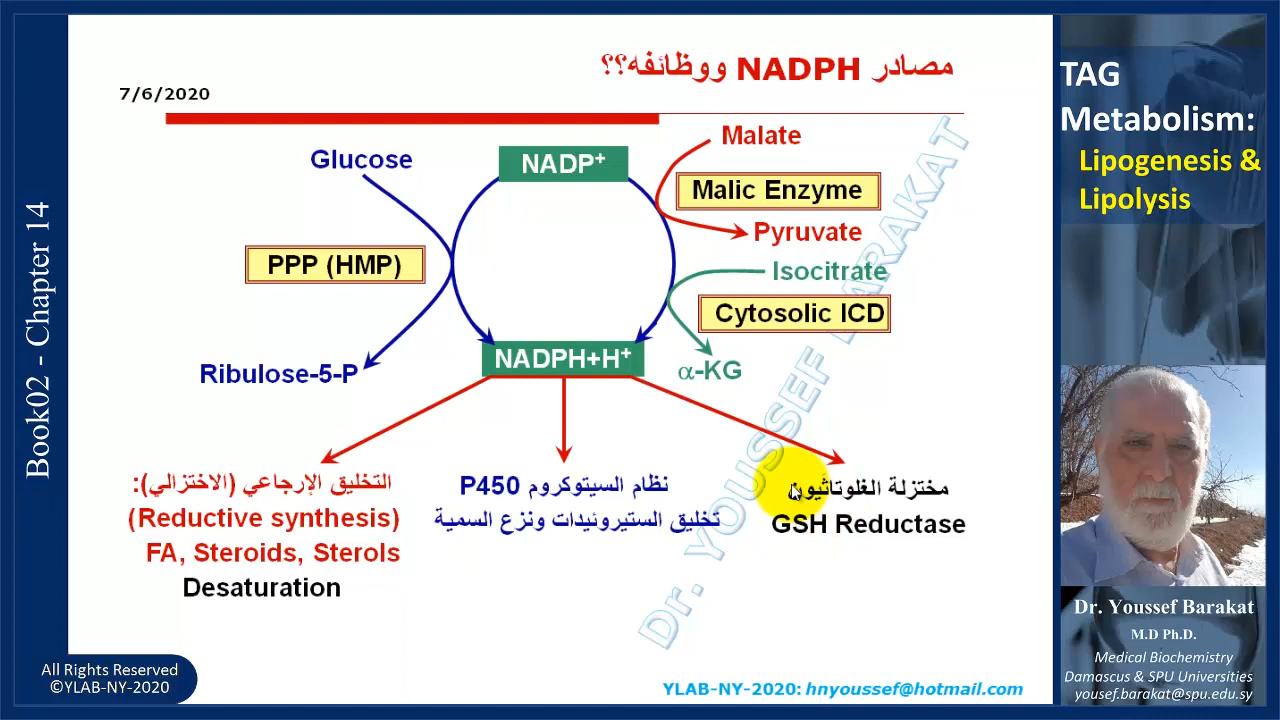 مصادر NADPH ووظائفه؟؟
7/6/2020
Glucose
NADP+
Malate
Malic Enzyme
Pyruvate
PPP (HMP)
Isocitrate
Cytosolic ICD
NADPH+H+
α-KG
Ribulose-5-P
التخليق الإرجاعي (الاختزالي):
(Reductive synthesis)
FA, Steroids, Sterols
Desaturation
نظام السيتوكروم P450
تخليق الستيروئيدات ونزع السمية
مختزلة الغلوتاثيون
GSH Reductase
Dr. YOUSSEF BARAKAT
YLAB-NY-2020: hnyoussef@hotmail.com
Book02 - Chapter 14
All Rights Reserved
©YLAB-NY-2020
TAG
Metabolism:
Lipogenesis &
Lipolysis
Dr. Youssef Barakat
M.D Ph.D.
Medical Biochemistry
Damascus & SPU Universities
yousef.barakat@spu.edu.sy